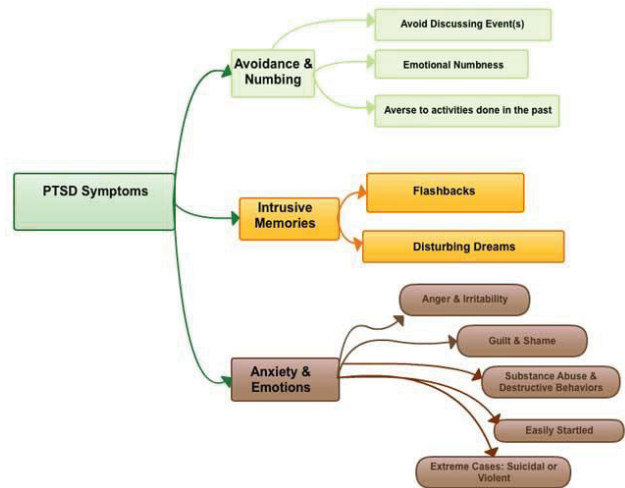 PTSD Symptoms
Avoidance &
Numbing
Avoid Discussing Event(s)
Emotional Numbness
Averse to activities done in the past
Intrusive
Memories
Flashbacks
Disturbing Dreams
Anxiety &
Emotions
Anger & Irritability
Guilt & Shame
Substance Abuse &
Destructive Behaviors
Easily Startled
Extreme Cases: Suicidal or
Violent